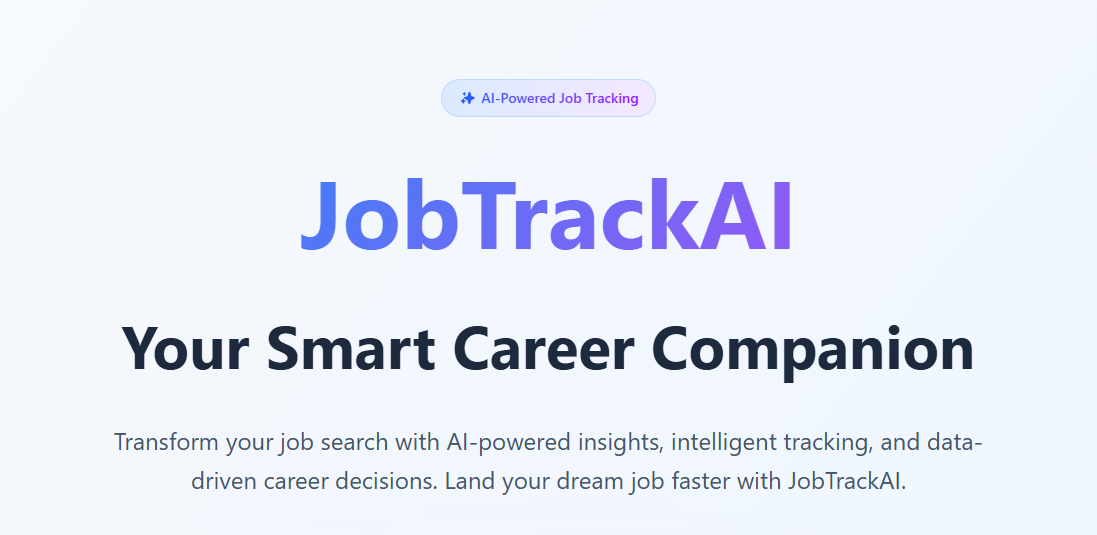 AI-Powered Job Tracking
JobTrackAI
Your Smart Career Companion
Transform your job search with AI-powered insights, intelligent tracking, and data-
driven career decisions. Land your dream job faster with JobTrackAI.